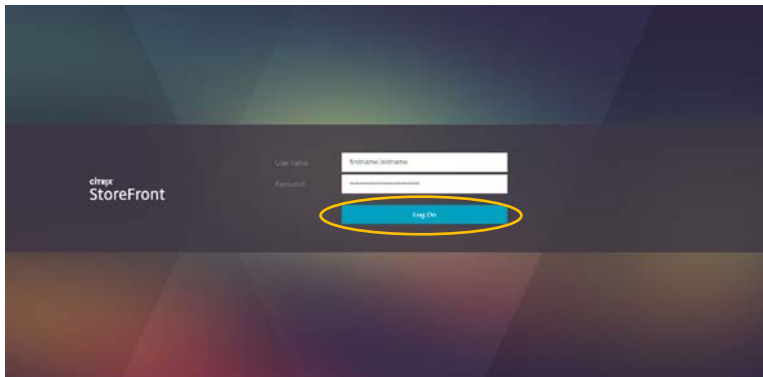 User name
firstname.lastname
Password
citrix
StoreFront
Log On